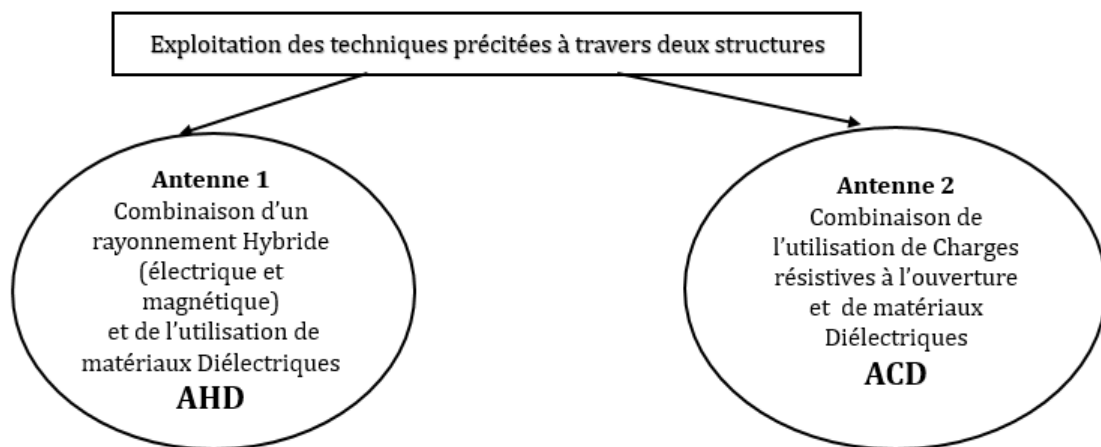 Exploitation des techniques précitées à travers deux structures
Antenne 1
Combinaison d'un
rayonnement Hybride
(électrique et
magnétique)
et de l'utilisation de
matériaux Diélectriques
AHD
Antenne 2
Combinaison de
l'utilisation de Charges
résistives à l'ouverture
et de matériaux
Diélectriques
ACD